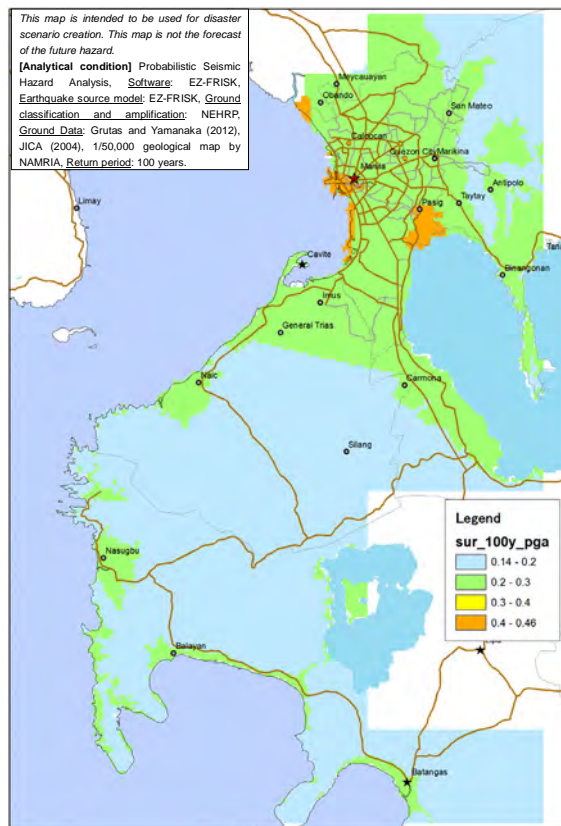 This map is intended to be used for disaster
scenario creation. This map is not the forecast
of the future hazard.
[Analytical condition] Probabilistic Seismic
Hazard Analysis, Software: EZ-FRISK,
Earthquake source model: EZ-FRISK, Ground
classification and amplification: NEHRP,
Ground Data: Grutas and Yamanaka (2012),
JICA (2004), 1/50,000 geological map by
NAMRIA, Return period: 100 years.
Meycauayan
Obando
San Mateo
Caloocan
Quezon City
Marikina
Manila
Antipolo
Limay
Pasig
Taytay
Cavite
Binangonan
Imus
General Trias
Naic
Carmona
Silang
Legend
sur_100y_pga
0.14 - 0.2
0.2 - 0.3
0.3 - 0.4
0.4 - 0.46
Nasugbu
Balayan
Batangas